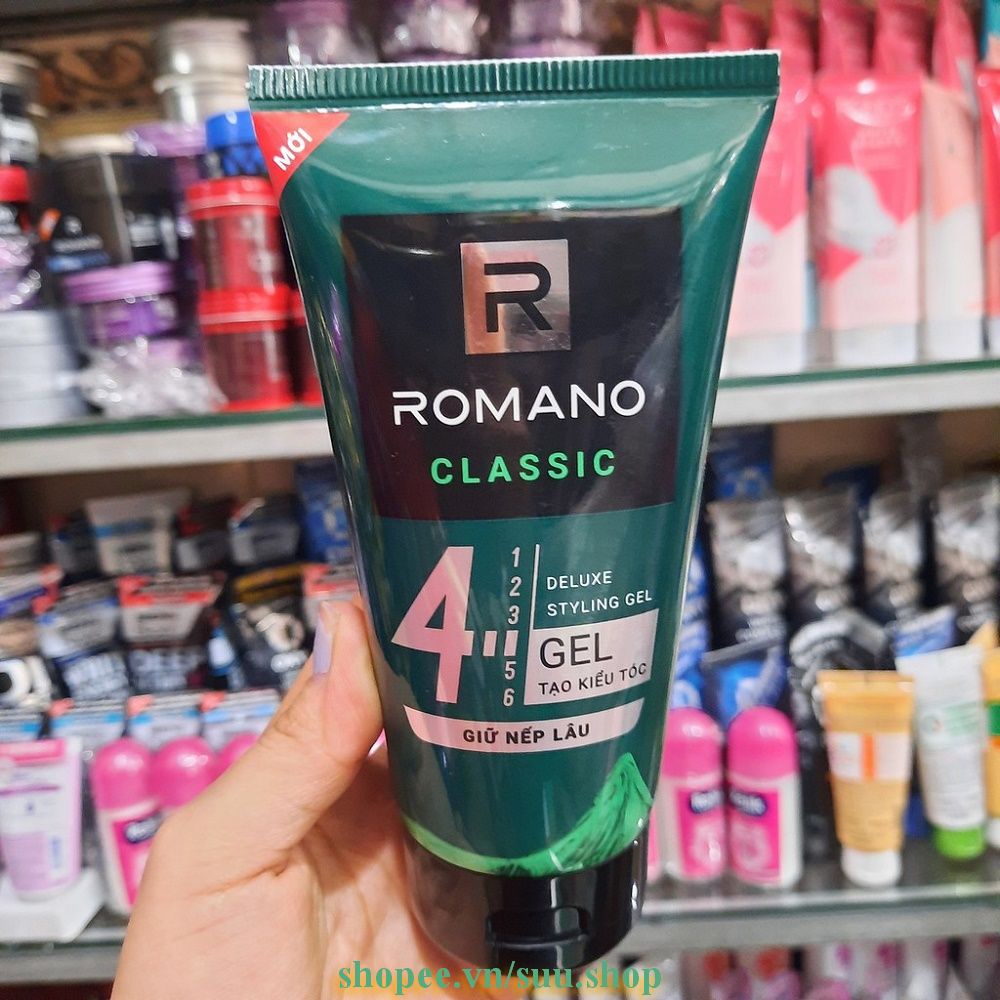 MỚI
R
ROMANO
CLASSIC
4
1
2
3
5
6
DELUXE
STYLING GEL
GEL
TẠO KIỂU TÓC
GIỮ NẾP LÂU
shopee.vn/suu.shop